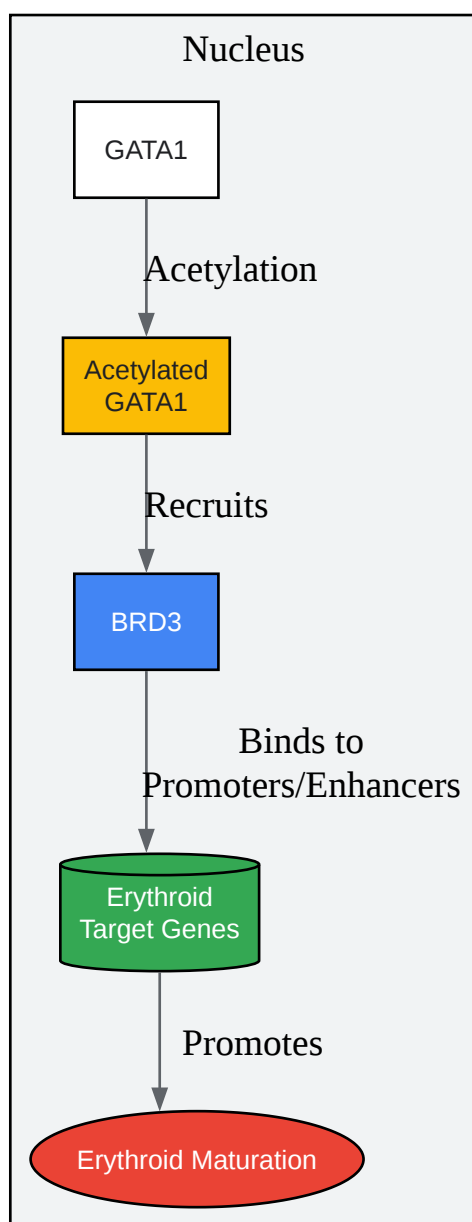 Nucleus
GATA1
Acetylation
Acetylated
GATA1
Recruits
BRD3
Binds to
Promoters/Enhancers
Erythroid
Target Genes
Promotes
Erythroid Maturation